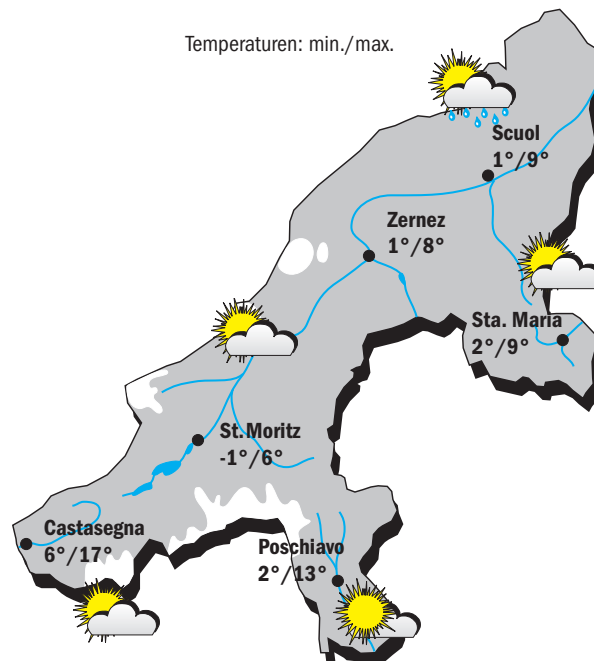 Temperaturen: min./max.
Scuol
1°/9°
Zernez
1°/8°
Sta. Maria
2°/9°
St. Moritz
-1°/6°
Castasegna
6°/17°
Poschiavo
2°/13°